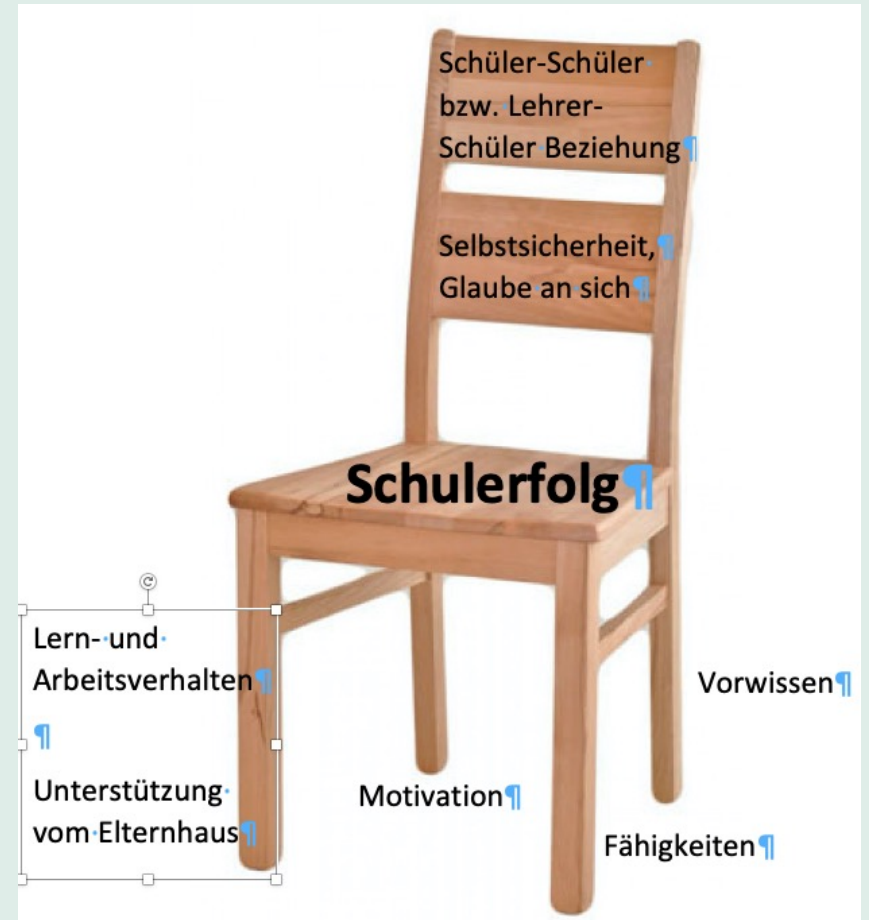 Schüler-Schüler
bzw. Lehrer-
Schüler Beziehung
Selbstsicherheit,
Glaube an sich
Schulerfolg
Lern- und
Arbeitsverhalten
Unterstützung
vom Elternhaus
Motivation
Vorwissen
Fähigkeiten